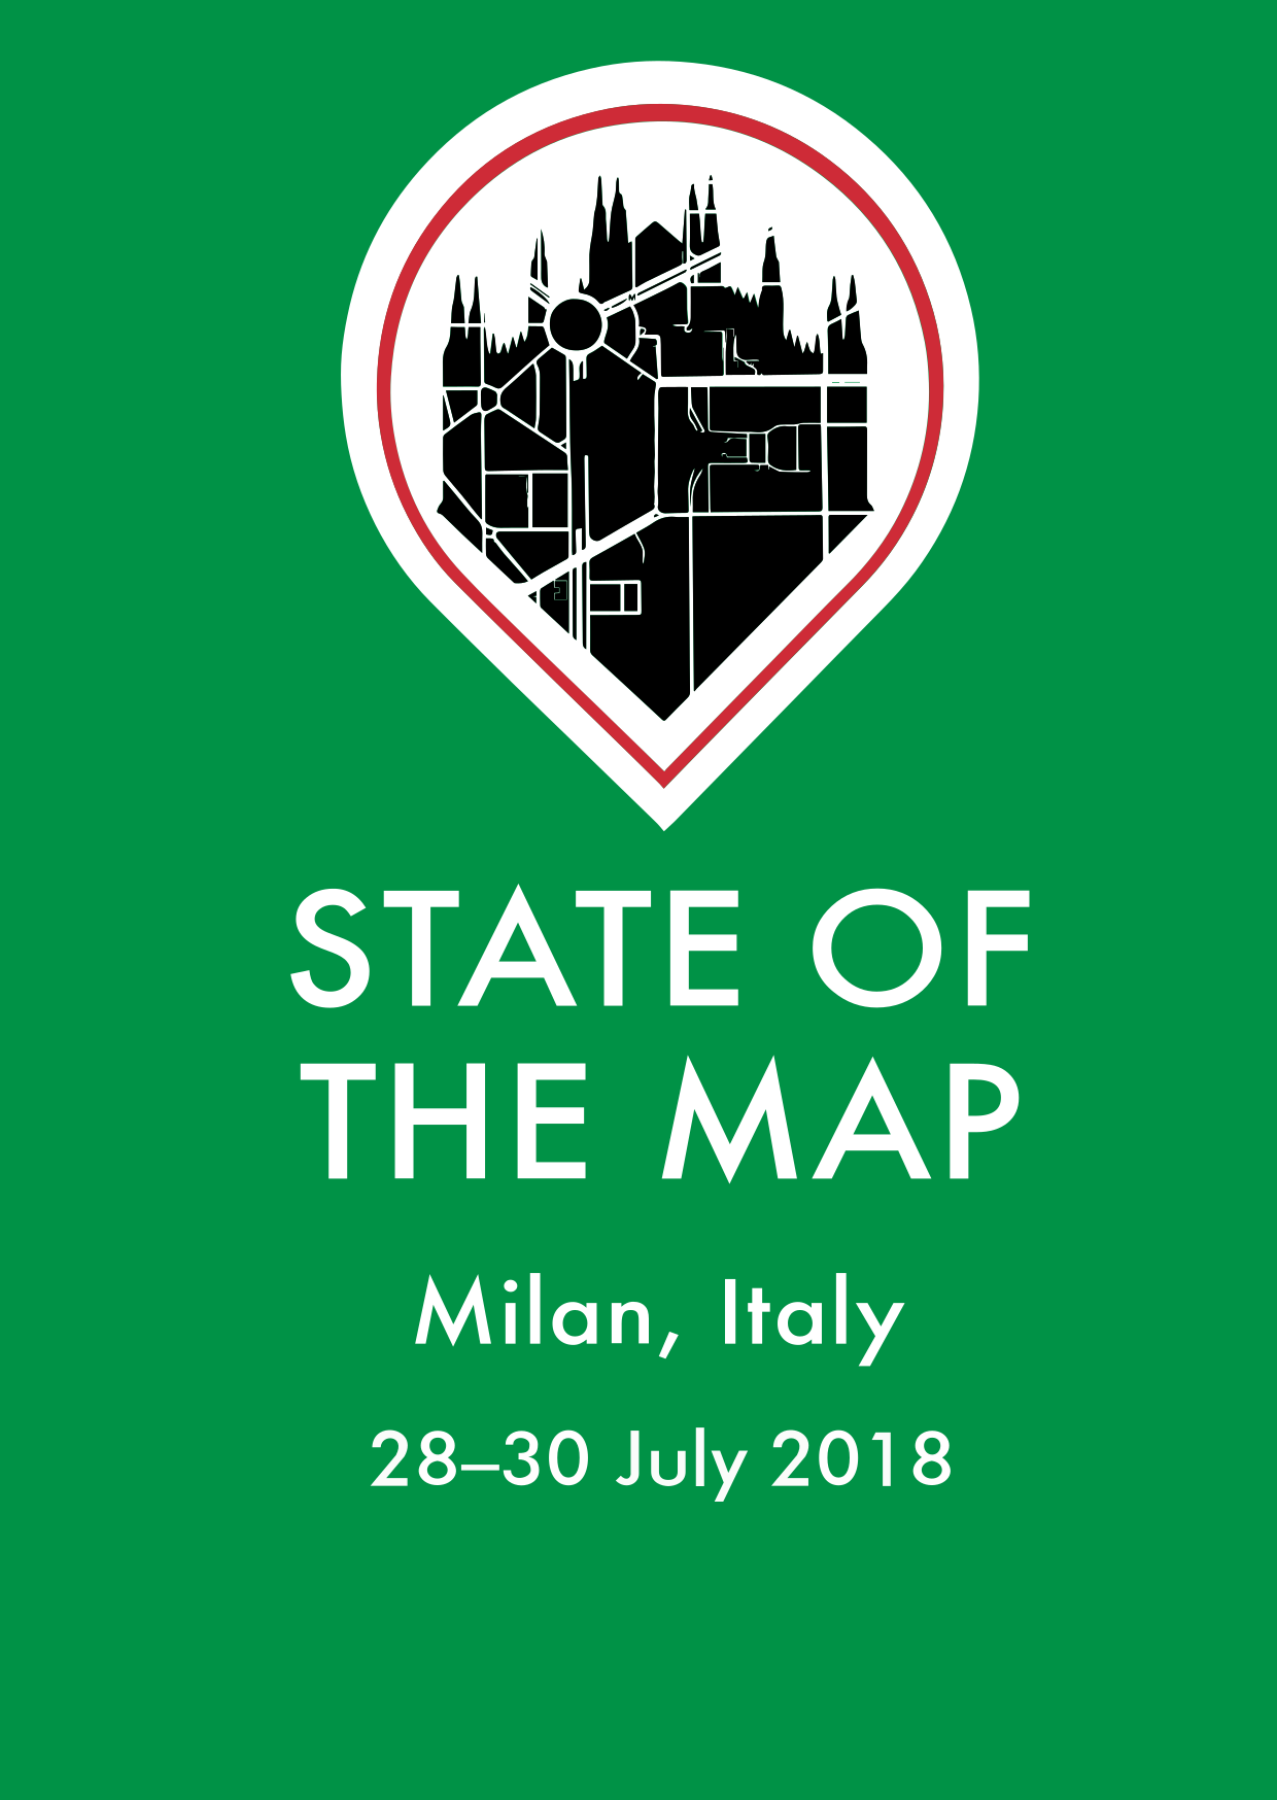 STATE OF
THE MAP
Milan, Italy
28–30 July 2018